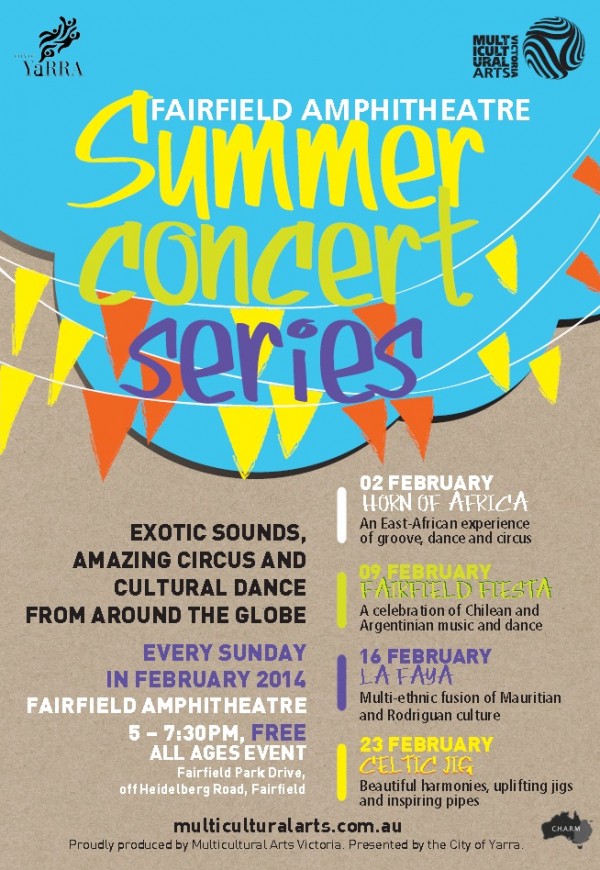 CITY OF
YaRRA
MULT
ICULT
URAL
ARTS
VICTORIA
FAIRFIELD AMPHITHEATRE
Summer
concert
series
EXOTIC SOUNDS,
AMAZING CIRCUS AND
CULTURAL DANCE
FROM AROUND THE GLOBE
EVERY SUNDAY
IN FEBRUARY 2014
FAIRFIELD AMPHITHEATRE
5 – 7:30PM, FREE
ALL AGES EVENT
Fairfield Park Drive,
off Heidelberg Road, Fairfield
02 FEBRUARY
HORN OF AFRICA
An East-African experience
of groove, dance and circus
09 FEBRUARY
FAIRFIELD FIESTA
A celebration of Chilean and
Argentinian music and dance
16 FEBRUARY
LA FAYA
Multi-ethnic fusion of Mauritian
and Rodriguan culture
23 FEBRUARY
CELTIC JIG
Beautiful harmonies, uplifting jigs
and inspiring pipes
multiculturalarts.com.au
C.H.A.R.M
Proudly produced by Multicultural Arts Victoria. Presented by the City of Yarra.